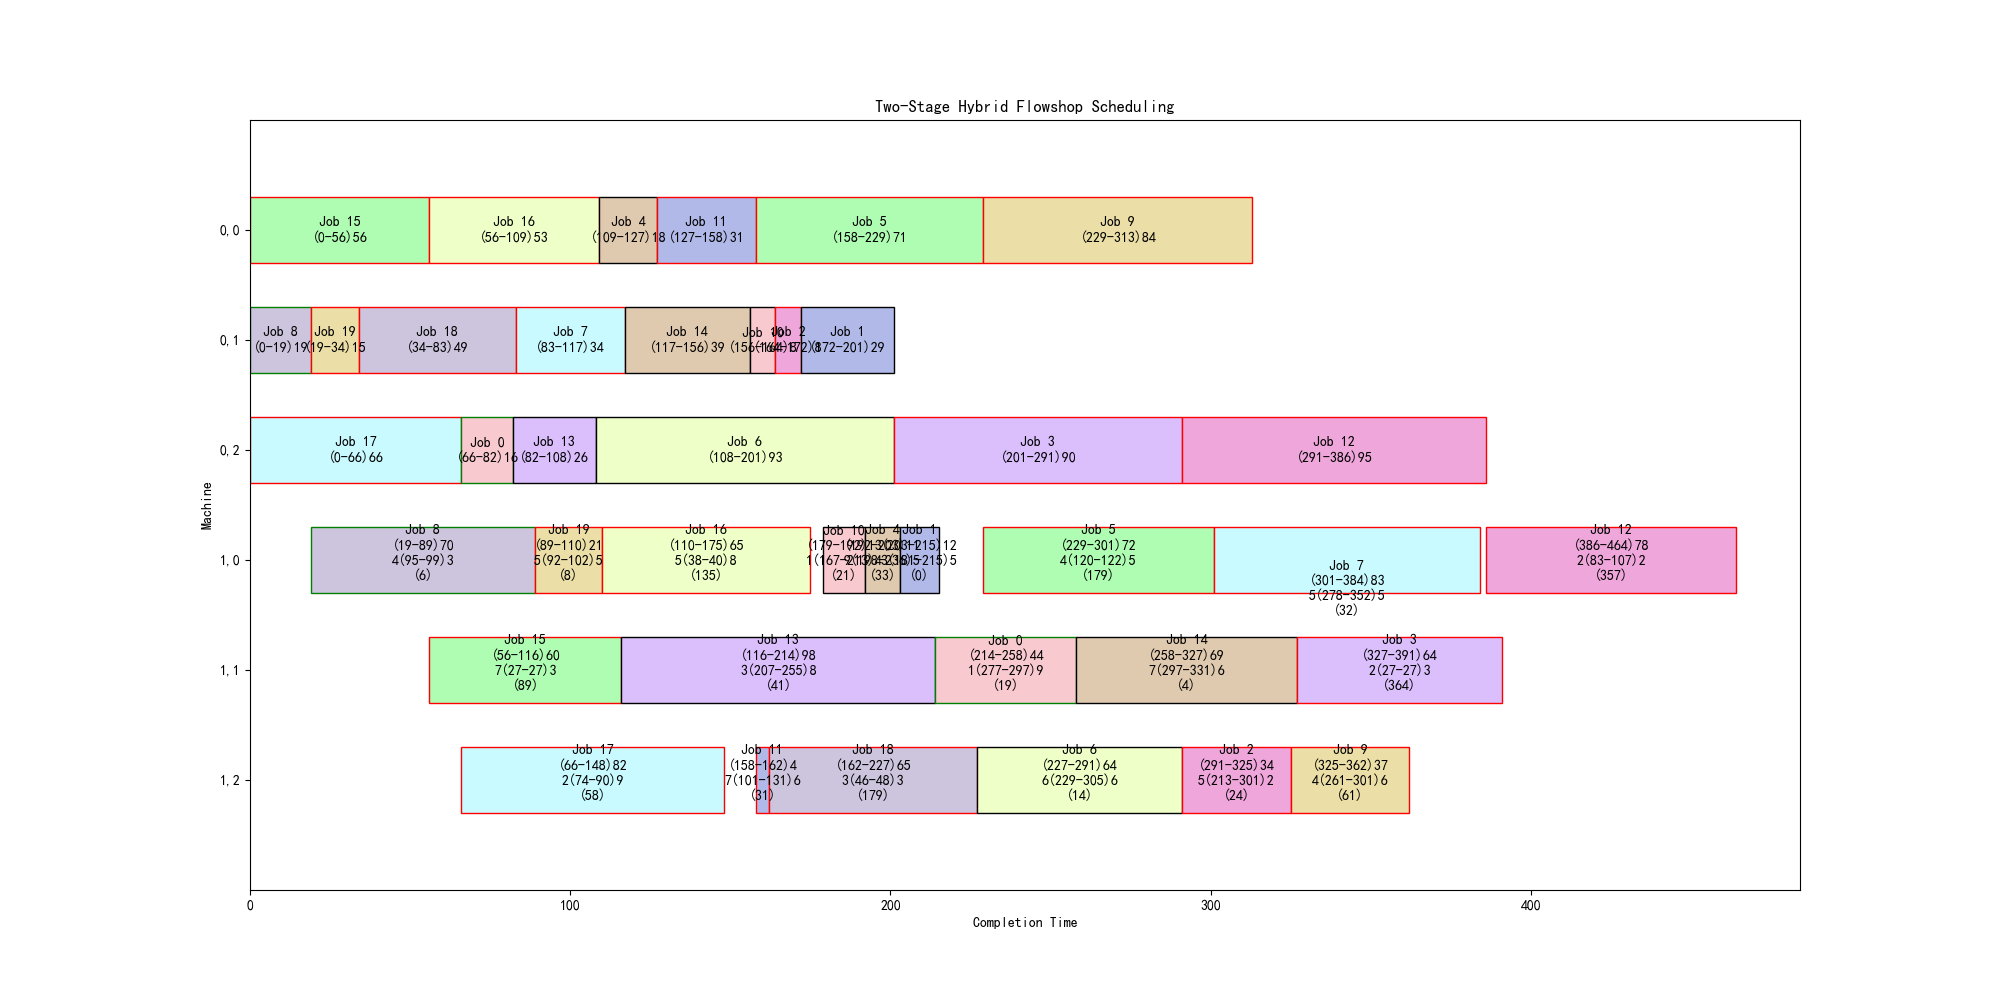 Two-Stage Hybrid Flowshop Scheduling
Machine
0,0
Job 15
(0-56)56
Job 16
(56-109)53
Job 4
(109-127)18
Job 11
(127-158)31
Job 5
(158-229)71
Job 9
(229-313)84
0,1
Job 8
(0-19)19
Job 19
(19-34)15
Job 18
(34-83)49
Job 7
(83-117)34
Job 14
(117-156)39
Job 10
(156-164)8
Job 2
(164-172)8
Job 1
(172-201)29
0,2
Job 17
(0-66)66
Job 0
(66-82)16
Job 13
(82-108)26
Job 6
(108-201)93
Job 3
(201-291)90
Job 12
(291-386)95
1,0
Job 8
(19-89)70
4(95-99)3
(6)
Job 19
(89-110)21
5(92-102)5
(8)
Job 16
(110-175)65
5(38-40)8
(135)
Job 10
(179-192)13
(21)
Job 4
(192-203)11
(33)
Job 1
(203-215)12
(0)
Job 5
(229-301)72
4(120-122)5
(179)
Job 7
(301-384)83
5(278-352)5
(32)
Job 12
(386-464)78
2(83-107)2
(357)
1,1
Job 15
(56-116)60
7(27-27)3
(89)
Job 13
(116-214)98
3(207-255)8
(41)
Job 0
(214-258)44
1(277-297)9
(19)
Job 14
(258-327)69
7(297-331)6
(4)
Job 3
(327-391)64
2(27-27)3
(364)
1,2
Job 17
(66-148)82
2(74-90)9
(58)
Job 11
(158-162)4
7(101-131)6
(31)
Job 18
(162-227)65
3(46-48)3
(179)
Job 6
(227-291)64
6(229-305)6
(14)
Job 2
(291-325)34
5(213-301)2
(24)
Job 9
(325-362)37
4(261-301)6
(61)
0
100
200
300
400
Completion Time